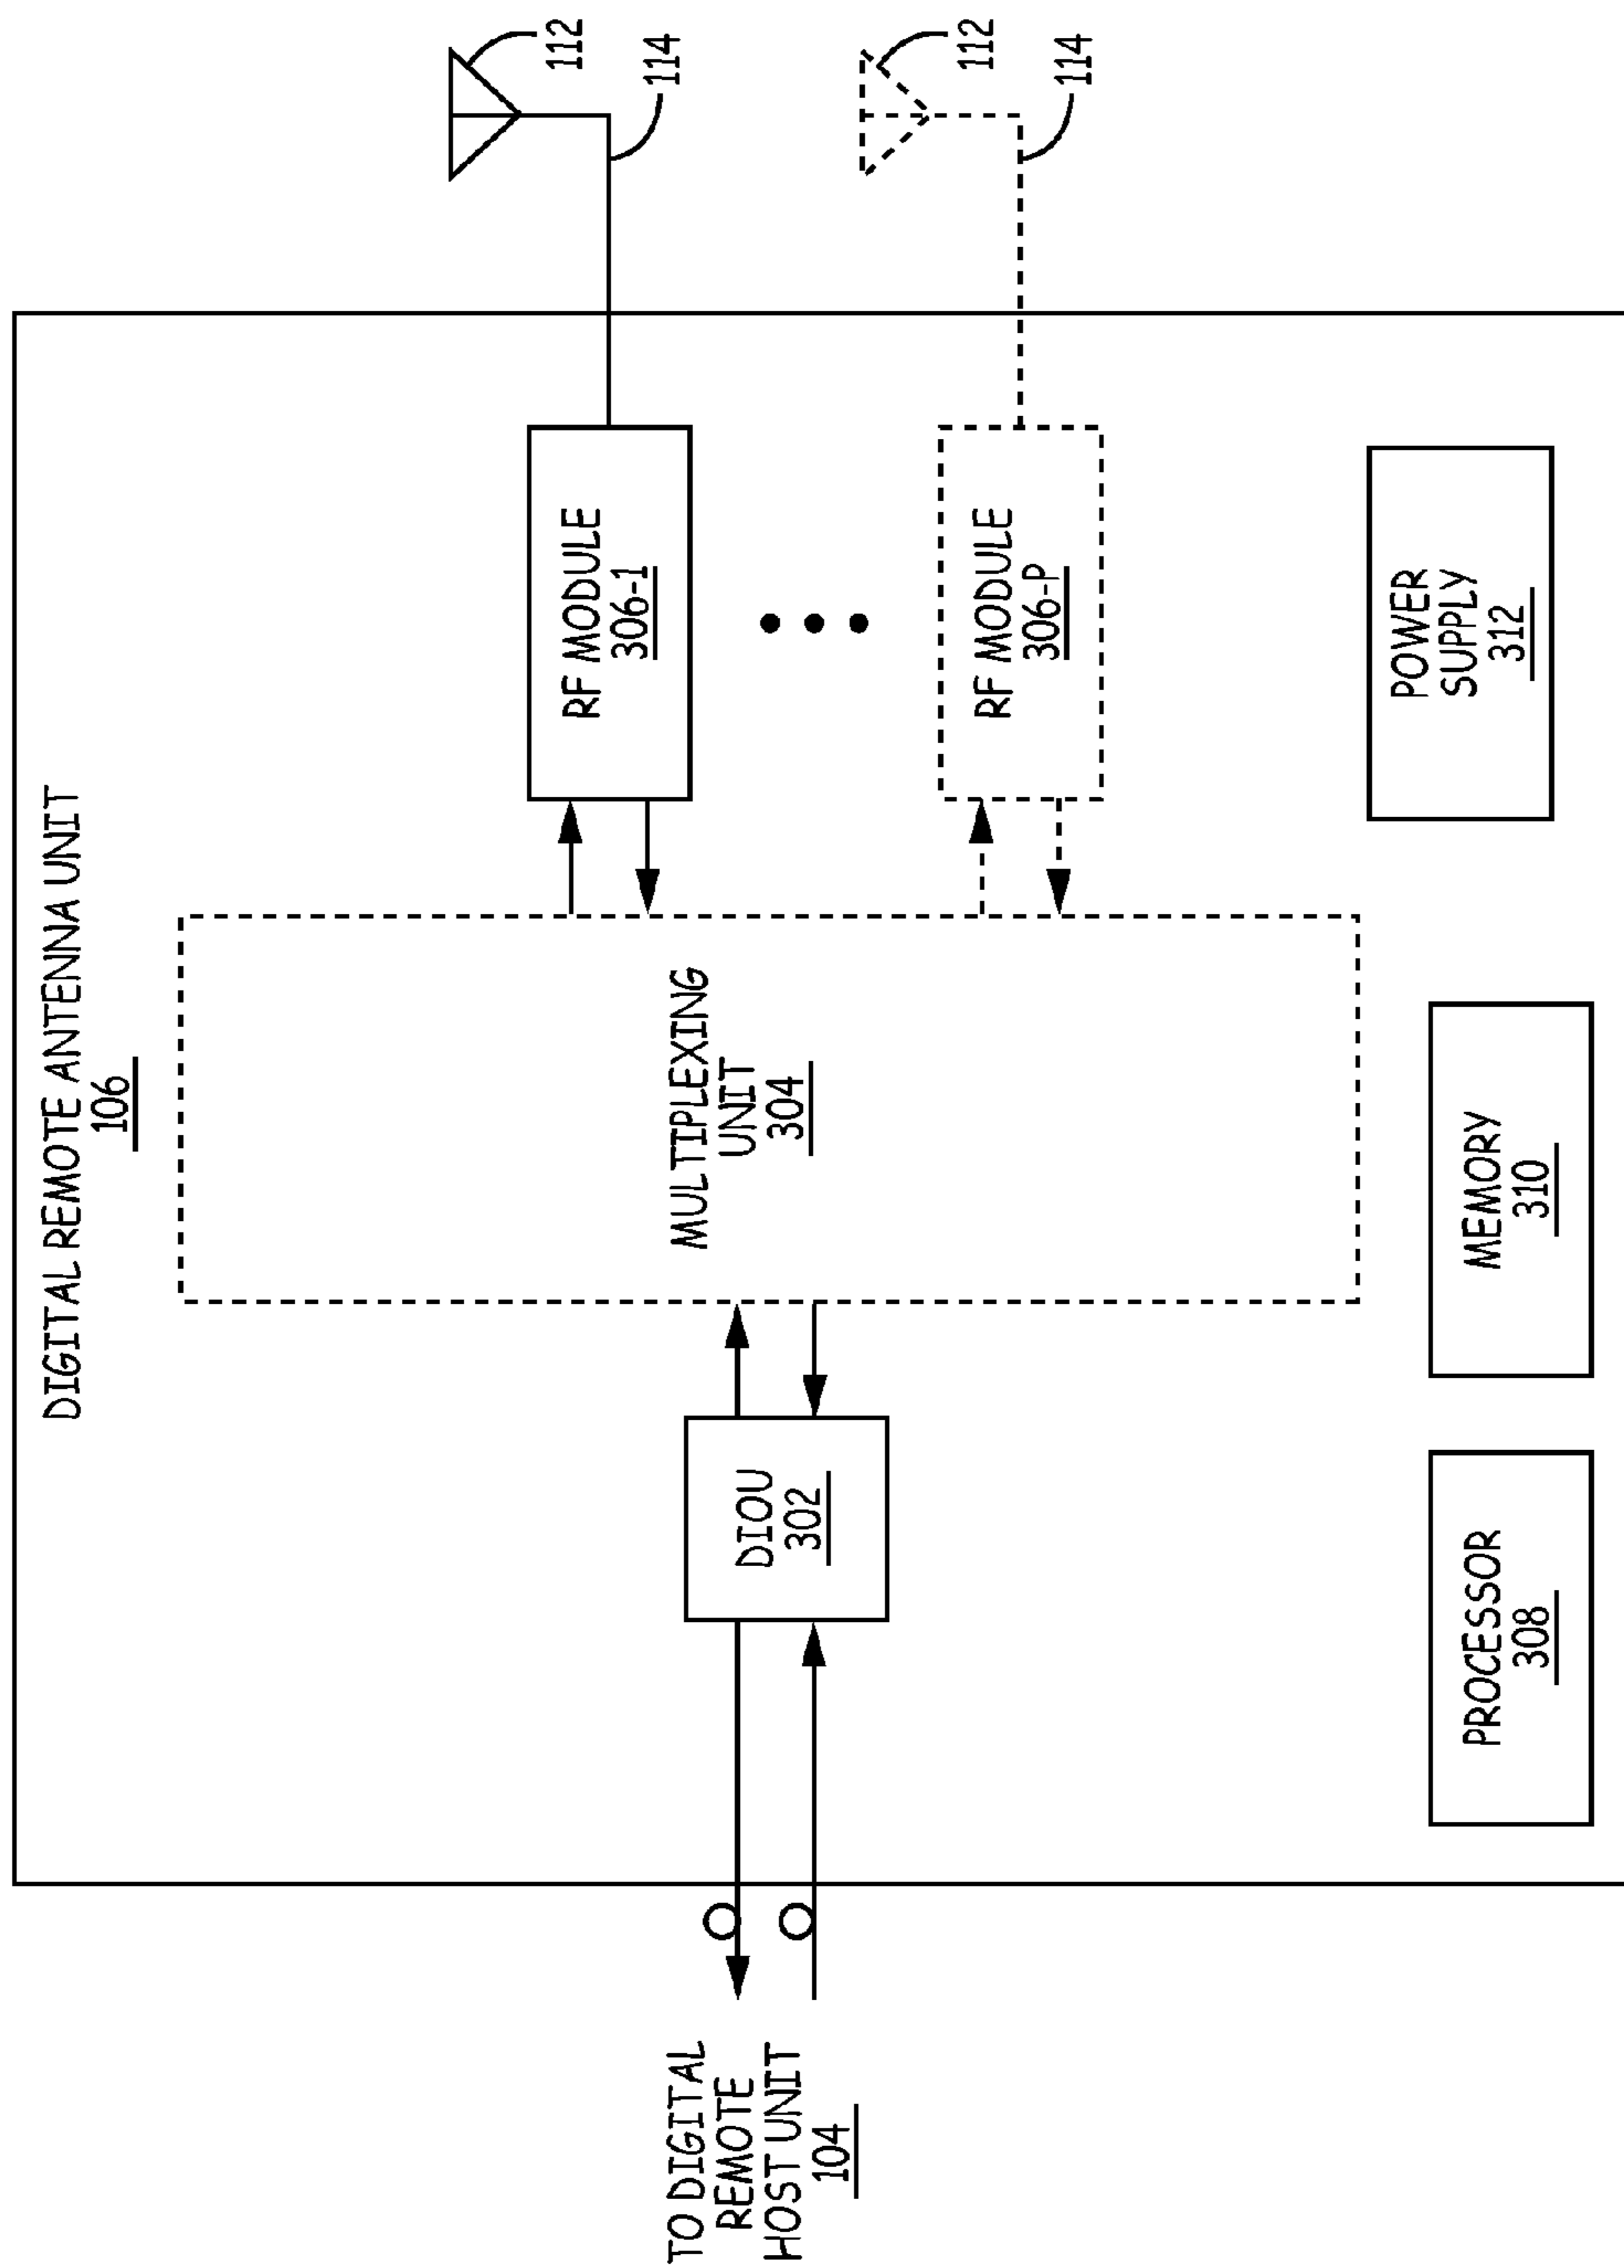 DIGITAL REMOTE ANTENNA UNIT
106
TO DIGITAL
REMOTE
HOST UNIT
104
DIOU
302
MULTIPLEXING
UNIT
304
RF MODULE
306-1
112
114
RF MODULE
306-P
112
114
PROCESSOR
308
MEMORY
310
POWER
SUPPLY
312